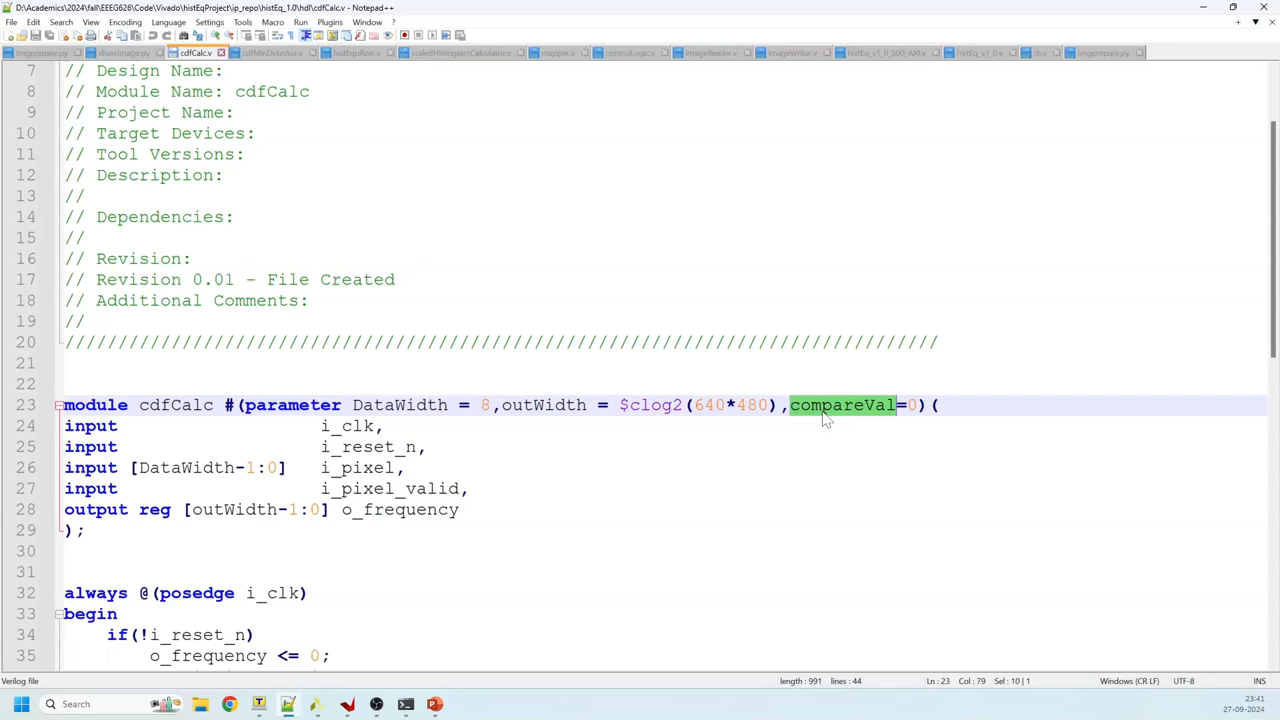 D:\Academics\2024\fall\EEEG626\Code\Vivado\histEqProject\ip_repo\histEq_1.0\hdl\cdfCalc.v - Notepad++
File Edit Search View Encoding Language Settings Tools Macro Run Plugins Window ?
imgprepare.py showImage.py cdfCalc.v cdfMinDetector.v histEqulizer.v scaledHistogramCalculator.v mapper.v controlLogic.v imageReader.v imageWriter.v histEq_v1_0_S00_AXI.v histEq_v1_0.v tb.v imgprepare.py
7 // Design Name:
8 // Module Name: cdfCalc
9 // Project Name:
10 // Target Devices:
11 // Tool Versions:
12 // Description:
13 //
14 // Dependencies:
15 //
16 // Revision:
17 // Revision 0.01 - File Created
18 // Additional Comments:
19 //
20 //////////////////////////////////////////////////////////////////////////////////
21
22
23 module cdfCalc #(parameter DataWidth = 8,outWidth = $clog2(640*480),compareVal=0)(
24 input i_clk,
25 input i_reset_n,
26 input [DataWidth-1:0] i_pixel,
27 input i_pixel_valid,
28 output reg [outWidth-1:0] o_frequency
29 );
30
31
32 always @(posedge i_clk)
33 begin
34 if(!i_reset_n)
35 o_frequency <= 0;
Verilog file length : 991 lines : 44 Ln : 23 Col : 79 Sel : 10 | 1 Windows (CR LF) UTF-8 INS
Search
23:41
27-09-2024